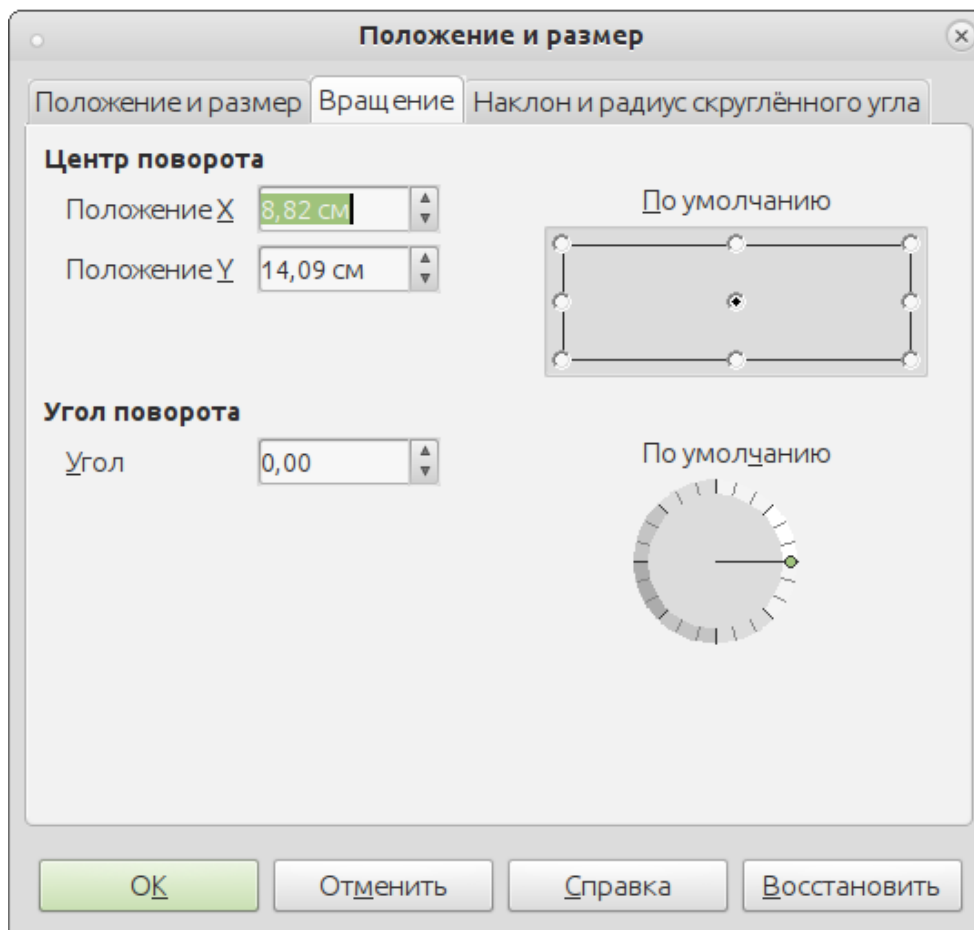 Положение и размер
Положение и размер Вращение Наклон и радиус скруглённого угла
Центр поворота
Положение X 8,82 см По умолчанию
Положение Y 14,09 см
Угол поворота
Угол 0,00 По умолчанию
OK Отменить Справка Восстановить